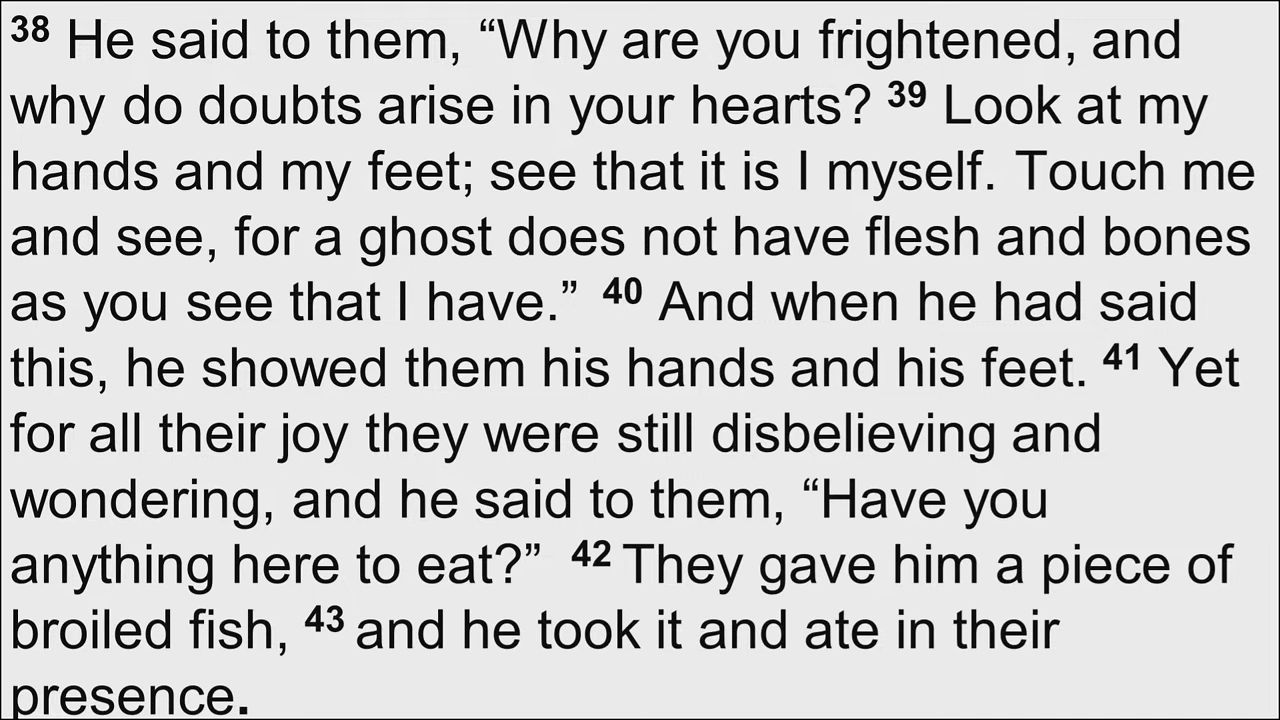 38 He said to them, “Why are you frightened, and
why do doubts arise in your hearts? 39 Look at my
hands and my feet; see that it is I myself. Touch me
and see, for a ghost does not have flesh and bones
as you see that I have.” 40 And when he had said
this, he showed them his hands and his feet. 41 Yet
for all their joy they were still disbelieving and
wondering, and he said to them, “Have you
anything here to eat?” 42 They gave him a piece of
broiled fish, 43 and he took it and ate in their
presence.